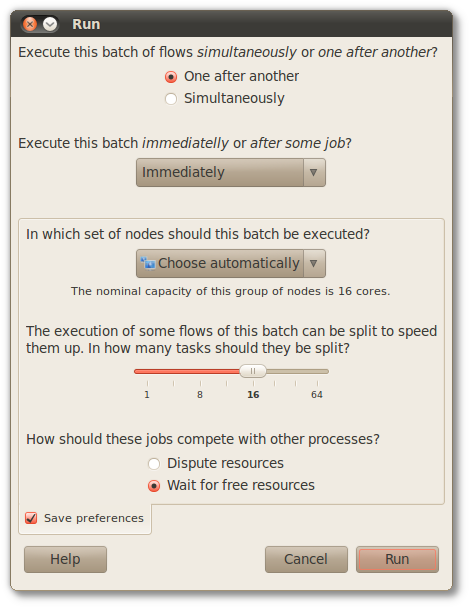 Run
Execute this batch of flows simultaneously or one after another?
One after another
Simultaneously
Execute this batch immediatelly or after some job?
Immediately
In which set of nodes should this batch be executed?
Choose automatically
The nominal capacity of this group of nodes is 16 cores.
The execution of some flows of this batch can be split to speed
them up. In how many tasks should they be split?
1 8 16 64
How should these jobs compete with other processes?
Dispute resources
Wait for free resources
Save preferences
Help Cancel Run